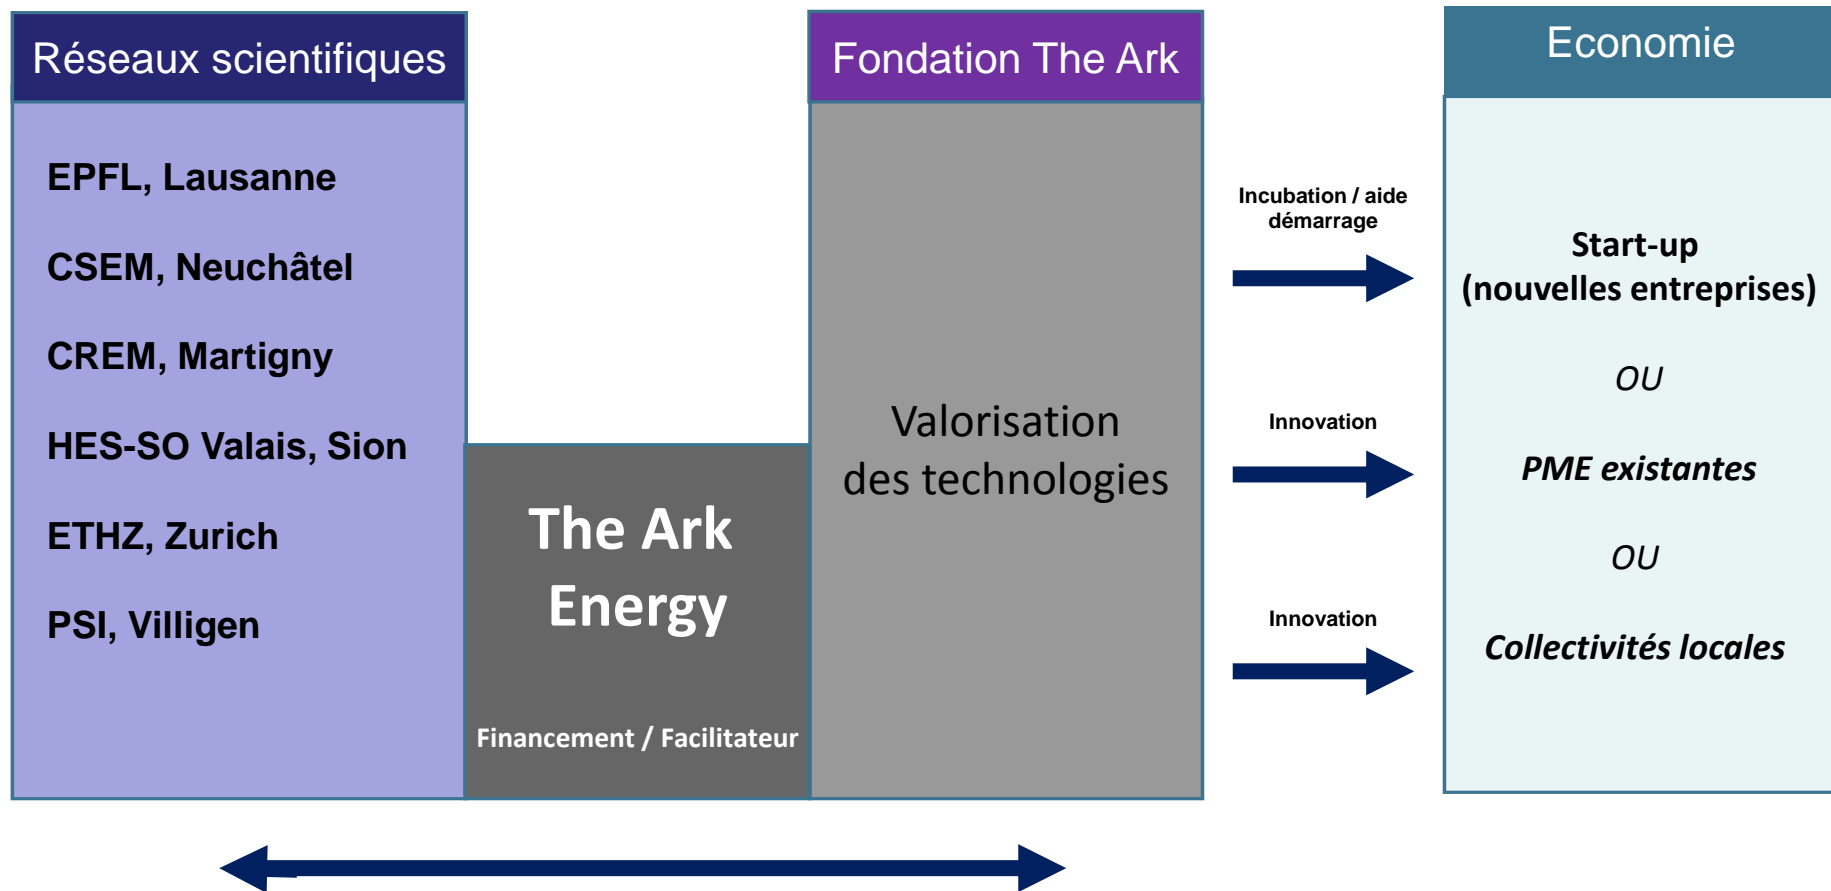 Réseaux scientifiques
EPFL, Lausanne
CSEM, Neuchâtel
CREM, Martigny
HES-SO Valais, Sion
ETHZ, Zurich
PSI, Villigen
The Ark
Energy
Financement / Facilitateur
Fondation The Ark
Valorisation
des technologies
Incubation / aide
démarrage
Innovation
Innovation
Economie
Start-up
(nouvelles entreprises)
OU
PME existantes
OU
Collectivités locales